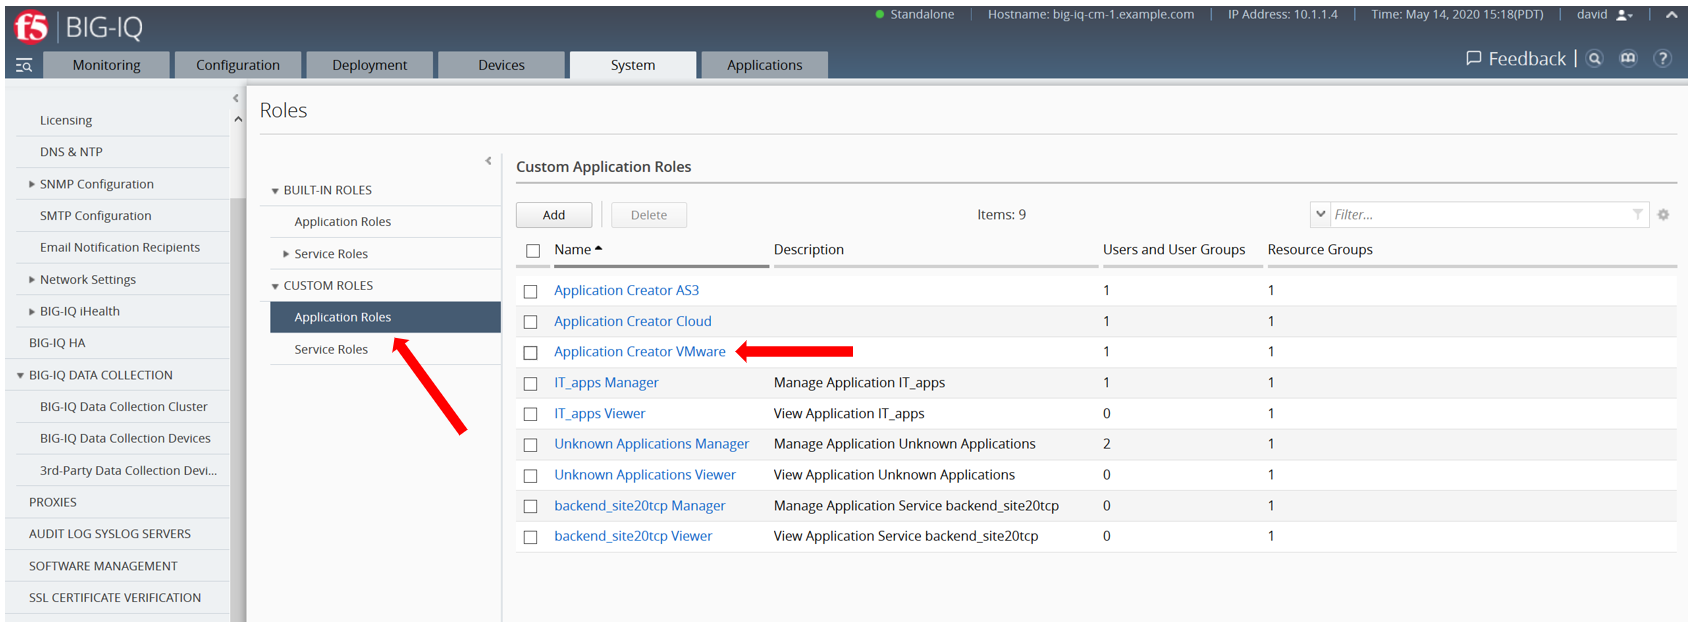 f5 BIG-IQ
Standalone Hostname: big-iq-cm-1.example.com IP Address: 10.1.1.4 Time: May 14, 2020 15:18(PDT) david
Monitoring Configuration Deployment Devices System Applications
Feedback
?
Licensing
DNS & NTP
SNMP Configuration
SMTP Configuration
Email Notification Recipients
Network Settings
BIG-IQ iHealth
BIG-IQ HA
BIG-IQ DATA COLLECTION
BIG-IQ Data Collection Cluster
BIG-IQ Data Collection Devices
3rd-Party Data Collection Devi...
PROXIES
AUDIT LOG SYSLOG SERVERS
SOFTWARE MANAGEMENT
SSL CERTIFICATE VERIFICATION
Roles
BUILT-IN ROLES
Application Roles
Service Roles
CUSTOM ROLES
Application Roles
Service Roles
Custom Application Roles
Add Delete Items: 9 Filter...
Name Description Users and User Groups Resource Groups
Application Creator AS3 1 1
Application Creator Cloud 1 1
Application Creator VMware 1 1
IT_apps Manager Manage Application IT_apps 1 1
IT_apps Viewer View Application IT_apps 0 1
Unknown Applications Manager Manage Application Unknown Applications 2 1
Unknown Applications Viewer View Application Unknown Applications 0 1
backend_site20tcp Manager Manage Application Service backend_site20tcp 0 1
backend_site20tcp Viewer View Application Service backend_site20tcp 0 1